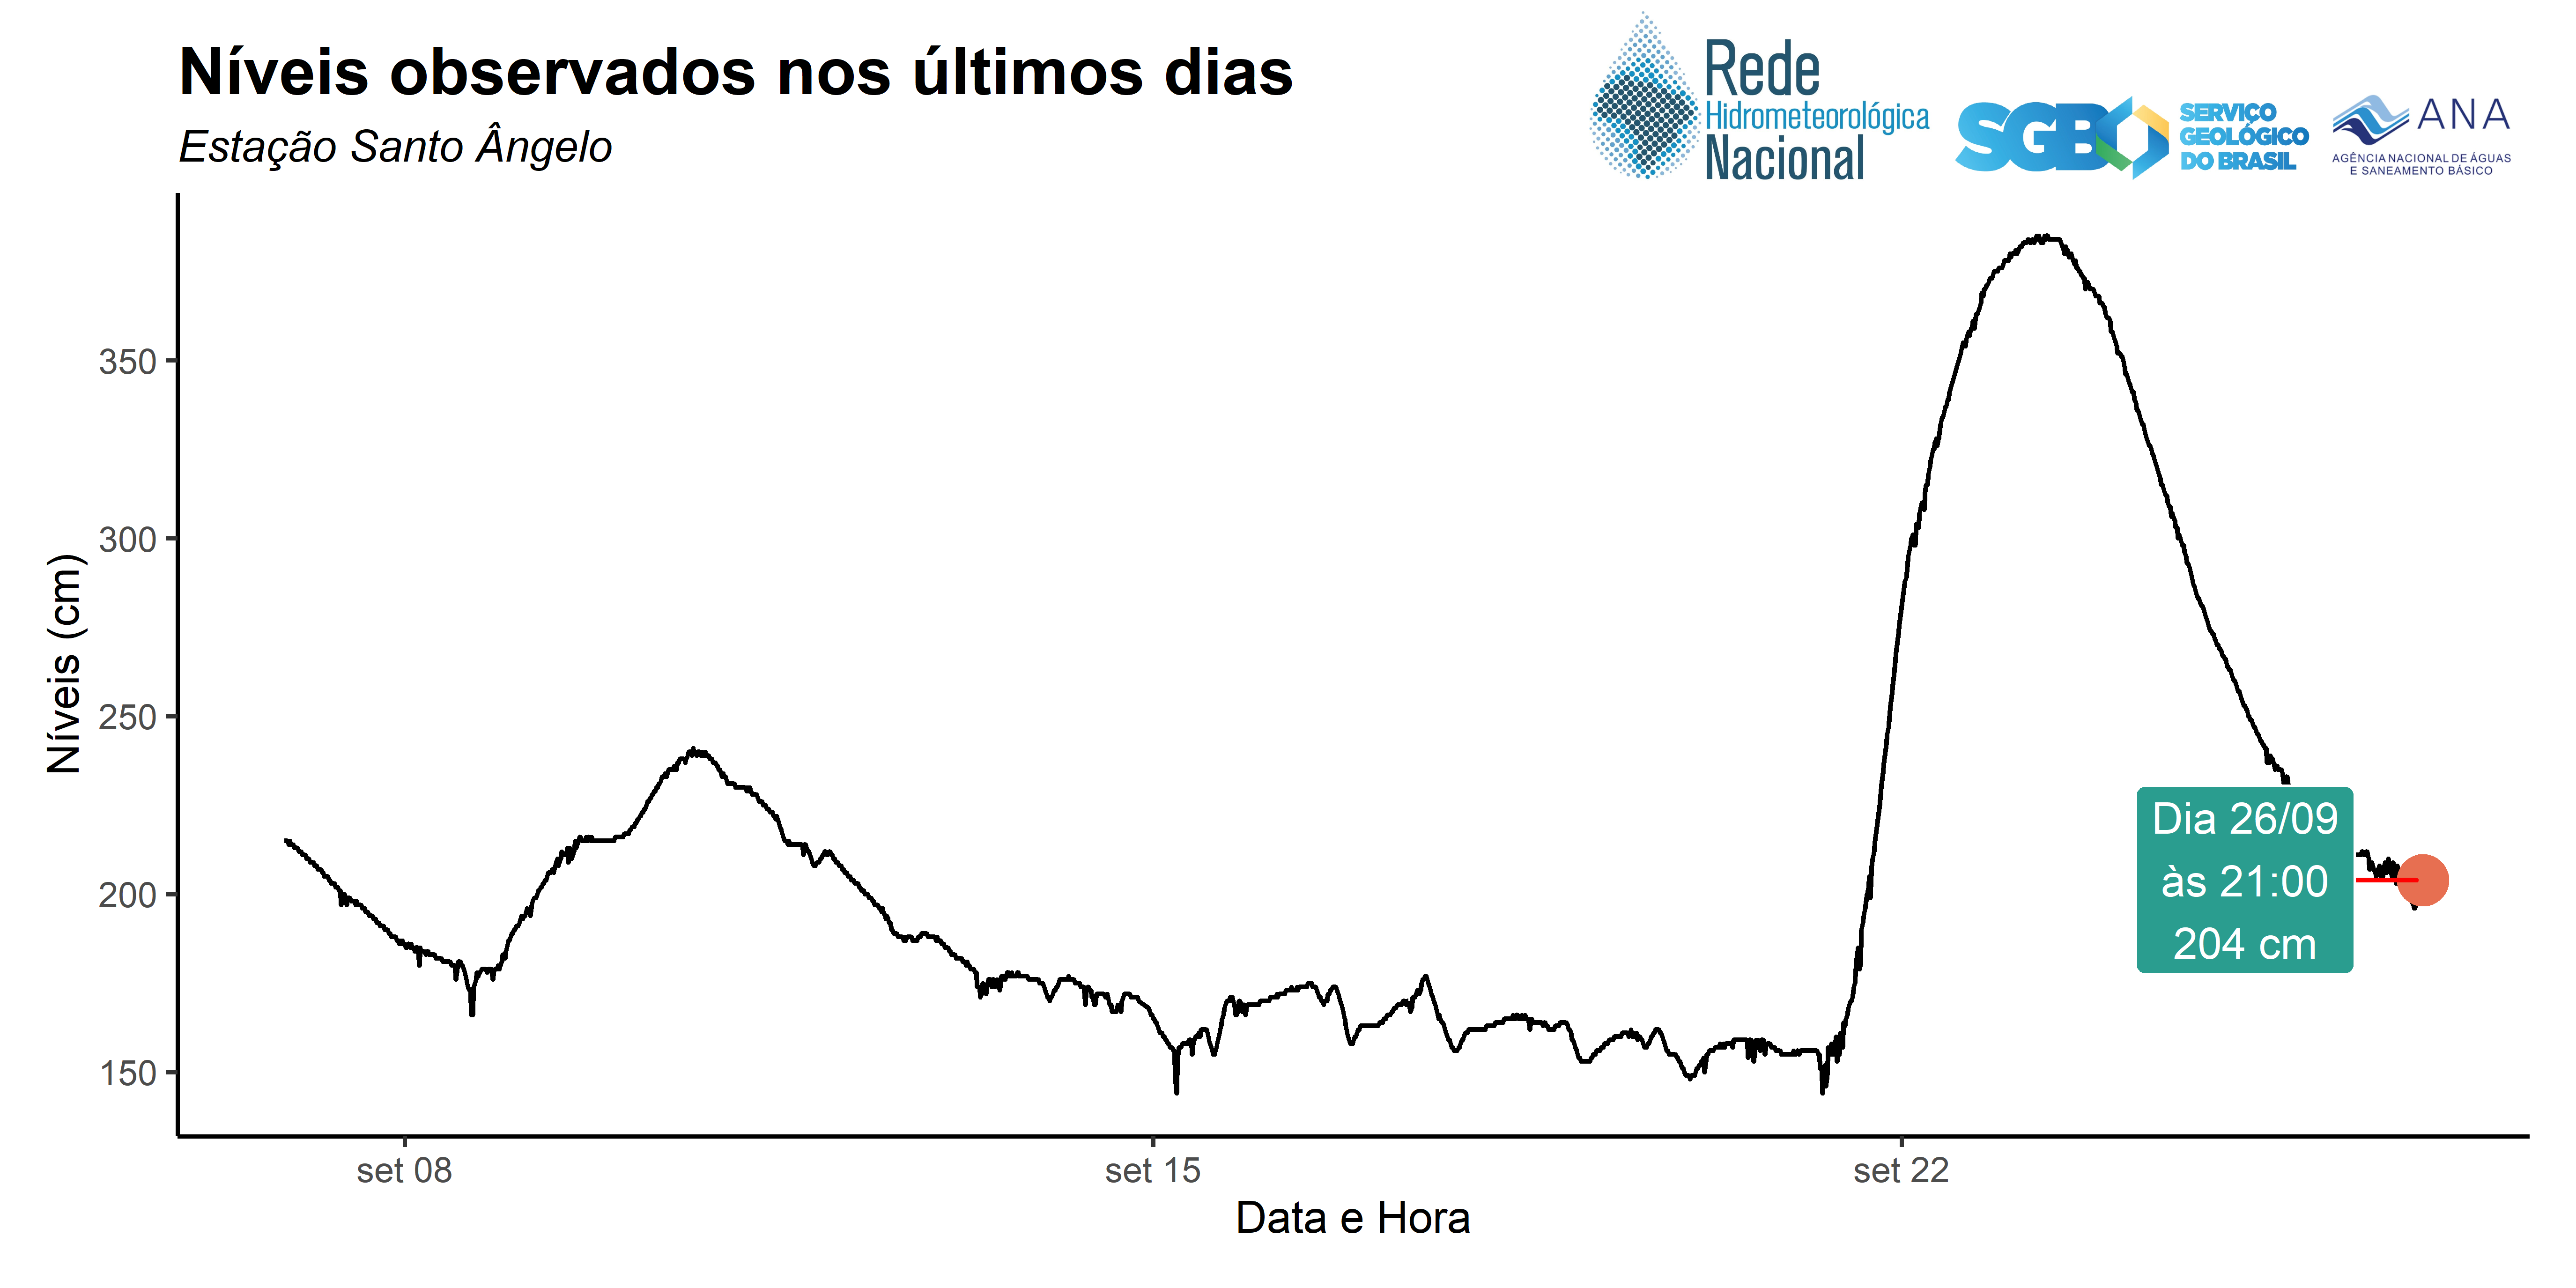 Níveis observados nos últimos dias
Estação Santo Ângelo
Rede
Hidrometeorológica
Nacional
SGB
SERVIÇO
GEOLÓGICO
DO BRASIL
ANA
AGÊNCIA NACIONAL DE ÁGUAS
E SANEAMENTO BÁSICO
Níveis (cm)
350
300
250
200
150
Dia 26/09
às 21:00
204 cm
set 08
set 15
set 22
Data e Hora